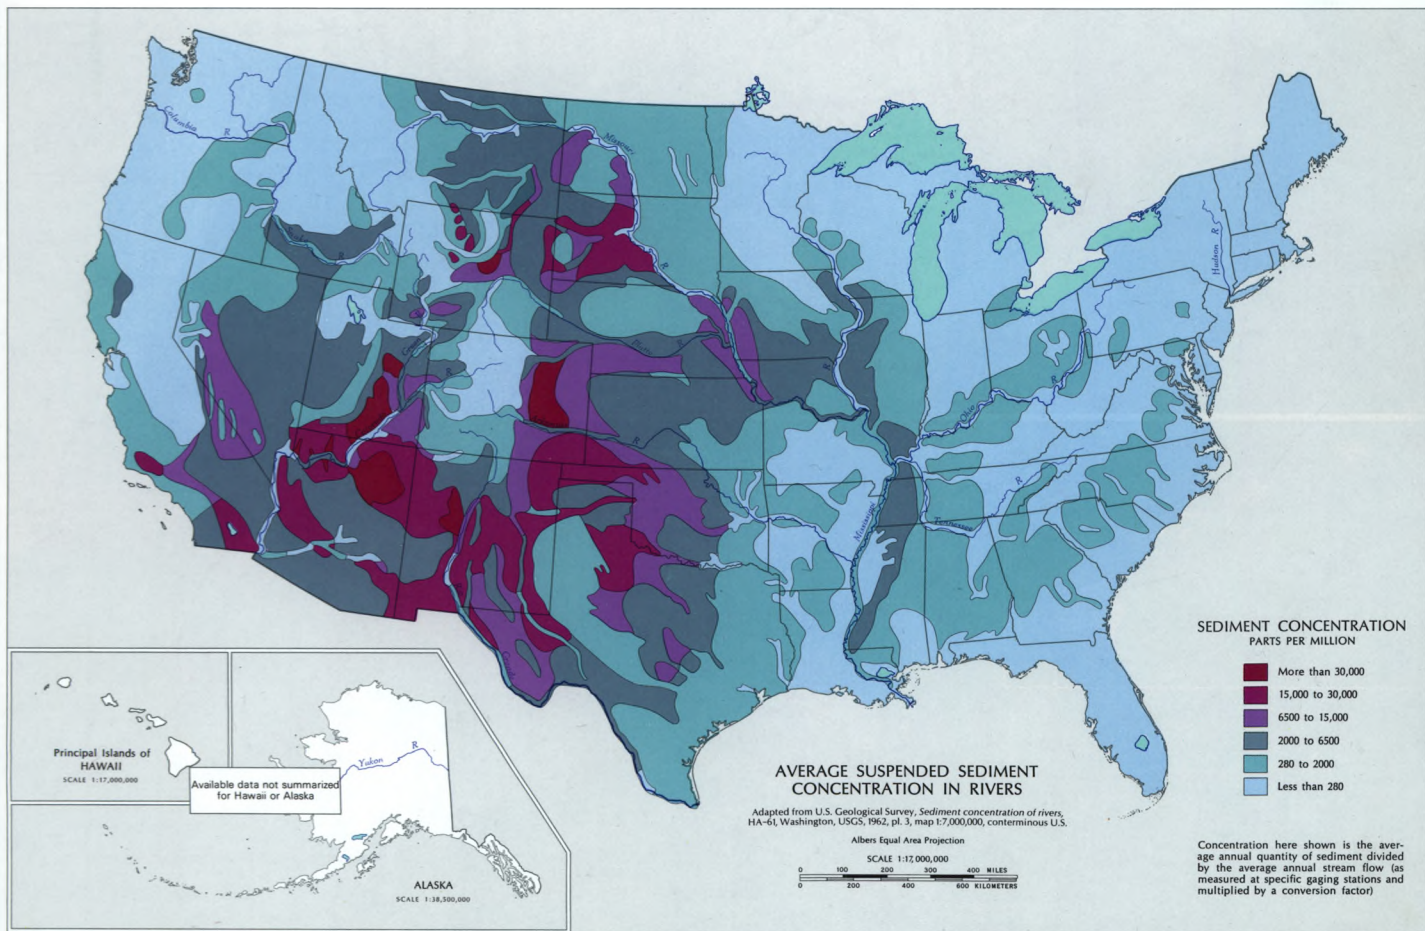 Columbia
R
Missouri
R
Snake
R
Hudson R
Green
R
Platte
R
R
R
Ohio
R
Mississippi
R
Tennessee
Grande
SEDIMENT CONCENTRATION
PARTS PER MILLION
More than 30,000
15,000 to 30,000
6500 to 15,000
2000 to 6500
280 to 2000
Less than 280
Principal Islands of
HAWAII
SCALE 1:17,000,000
Available data not summarized
for Hawaii or Alaska
Yukon R
ALASKA
SCALE 1:38,500,000
AVERAGE SUSPENDED SEDIMENT
CONCENTRATION IN RIVERS
Adapted from U.S. Geological Survey, Sediment concentration of rivers,
HA-61, Washington, USGS, 1962, pl. 3, map 1:7,000,000, conterminous U.S.
Albers Equal Area Projection
SCALE 1:17,000,000
0 100 200 300 400 MILES
0 200 400 600 KILOMETERS
Concentration here shown is the aver-
age annual quantity of sediment divided
by the average annual stream flow (as
measured at specific gaging stations and
multiplied by a conversion factor)